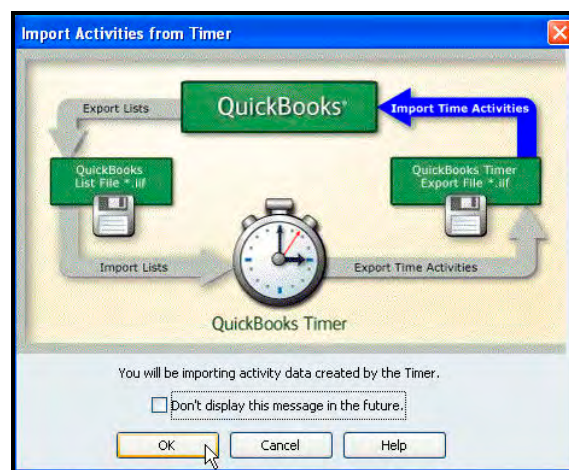 Import Activities from Timer
Export Lists
QuickBooks®
Import Time Activities
QuickBooks
List File *.iif
QuickBooks Timer
Export File *.iif
Import Lists
Export Time Activities
QuickBooks Timer
You will be importing activity data created by the Timer.
Don't display this message in the future.
OK
Cancel
Help